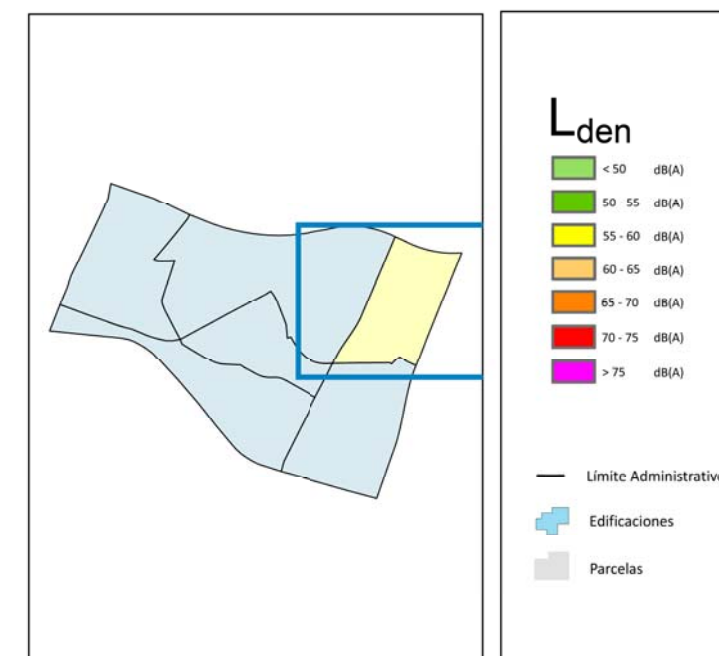 Lden
< 50 dB(A)
50 55 dB(A)
55 - 60 dB(A)
60 - 65 dB(A)
65 - 70 dB(A)
70 - 75 dB(A)
> 75 dB(A)
Límite Administrativo
Edificaciones
Parcelas